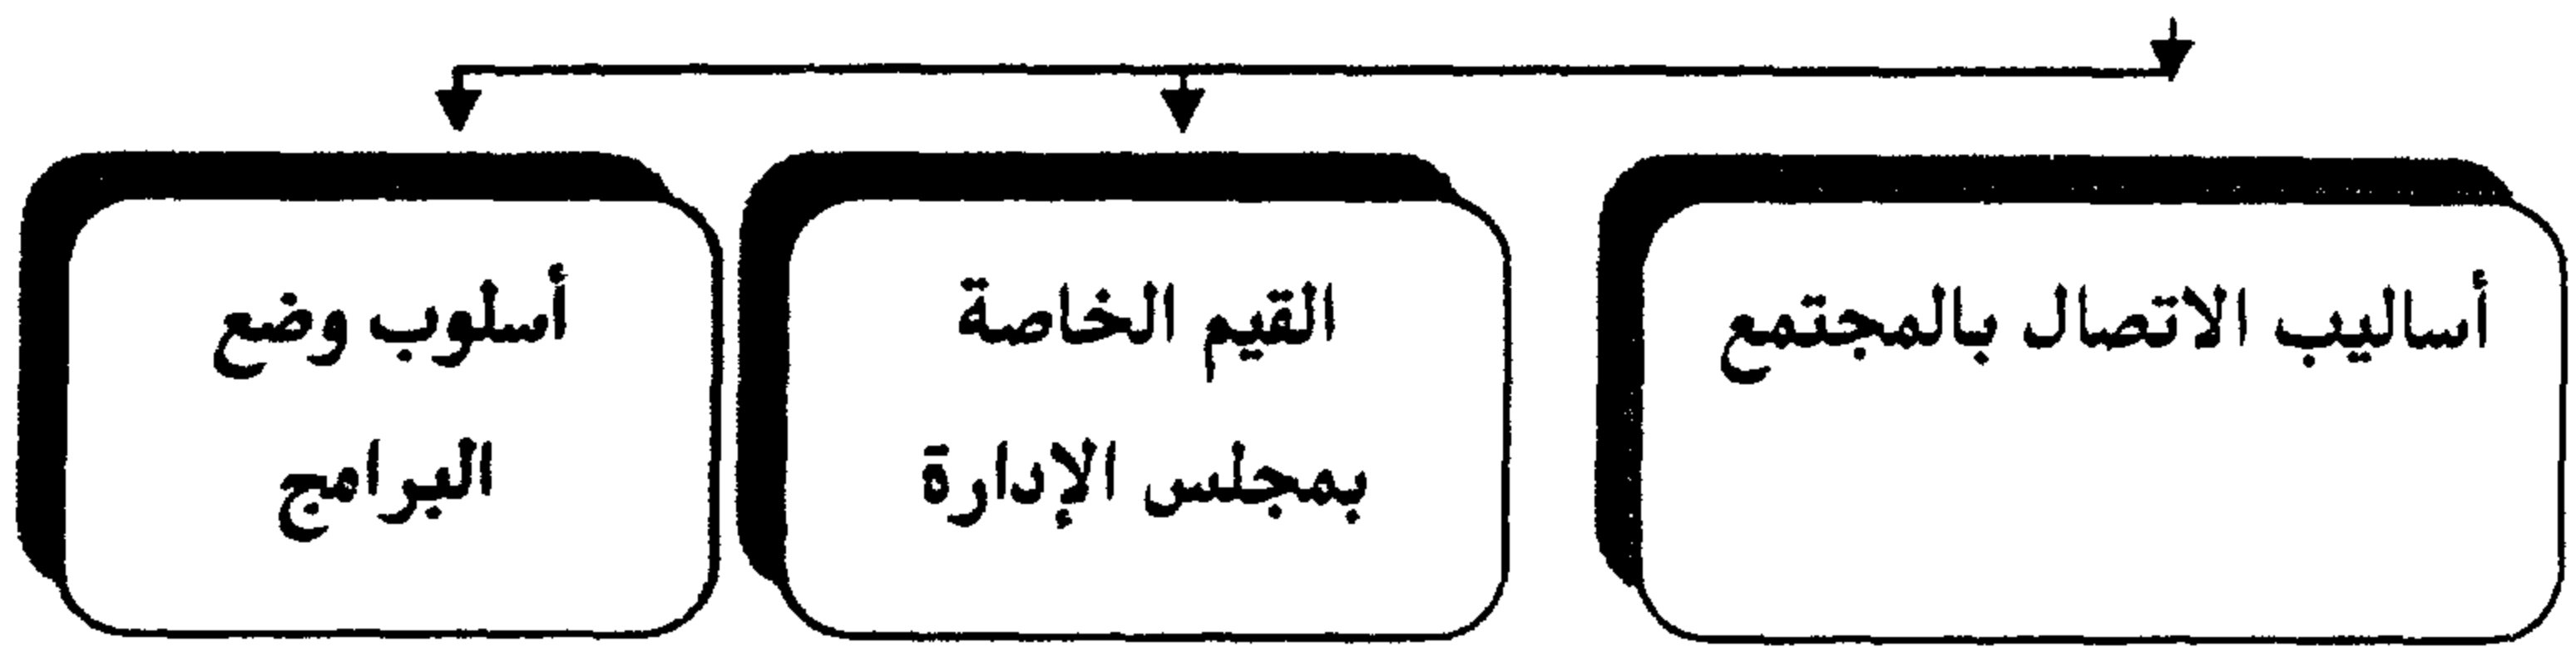 أساليب الاتصال بالمجتمع
القيم الخاصة
بمجلس الإدارة
أسلوب وضع
البرامج